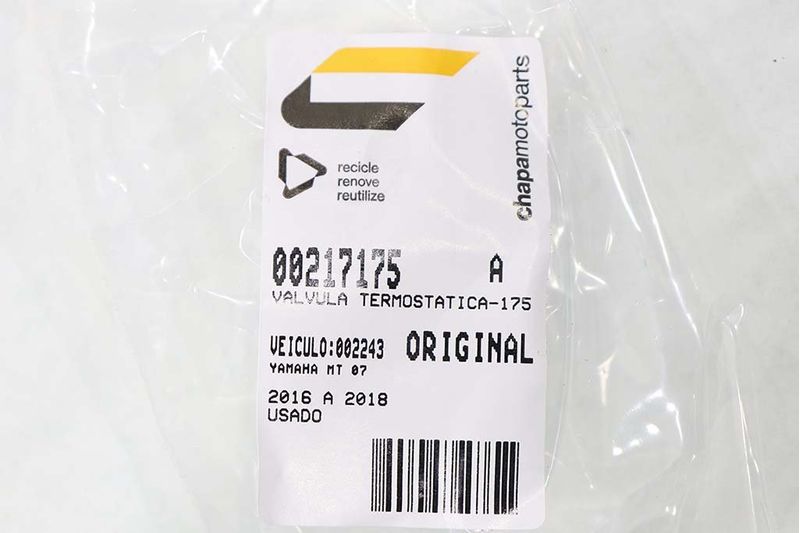 chapamotoparts
recicle
renove
reutilize
00217175 A
VALVULA TERMOSTATICA-175
VEICULO:002243 ORIGINAL
YAMAHA MT 07
2016 A 2018
USADO